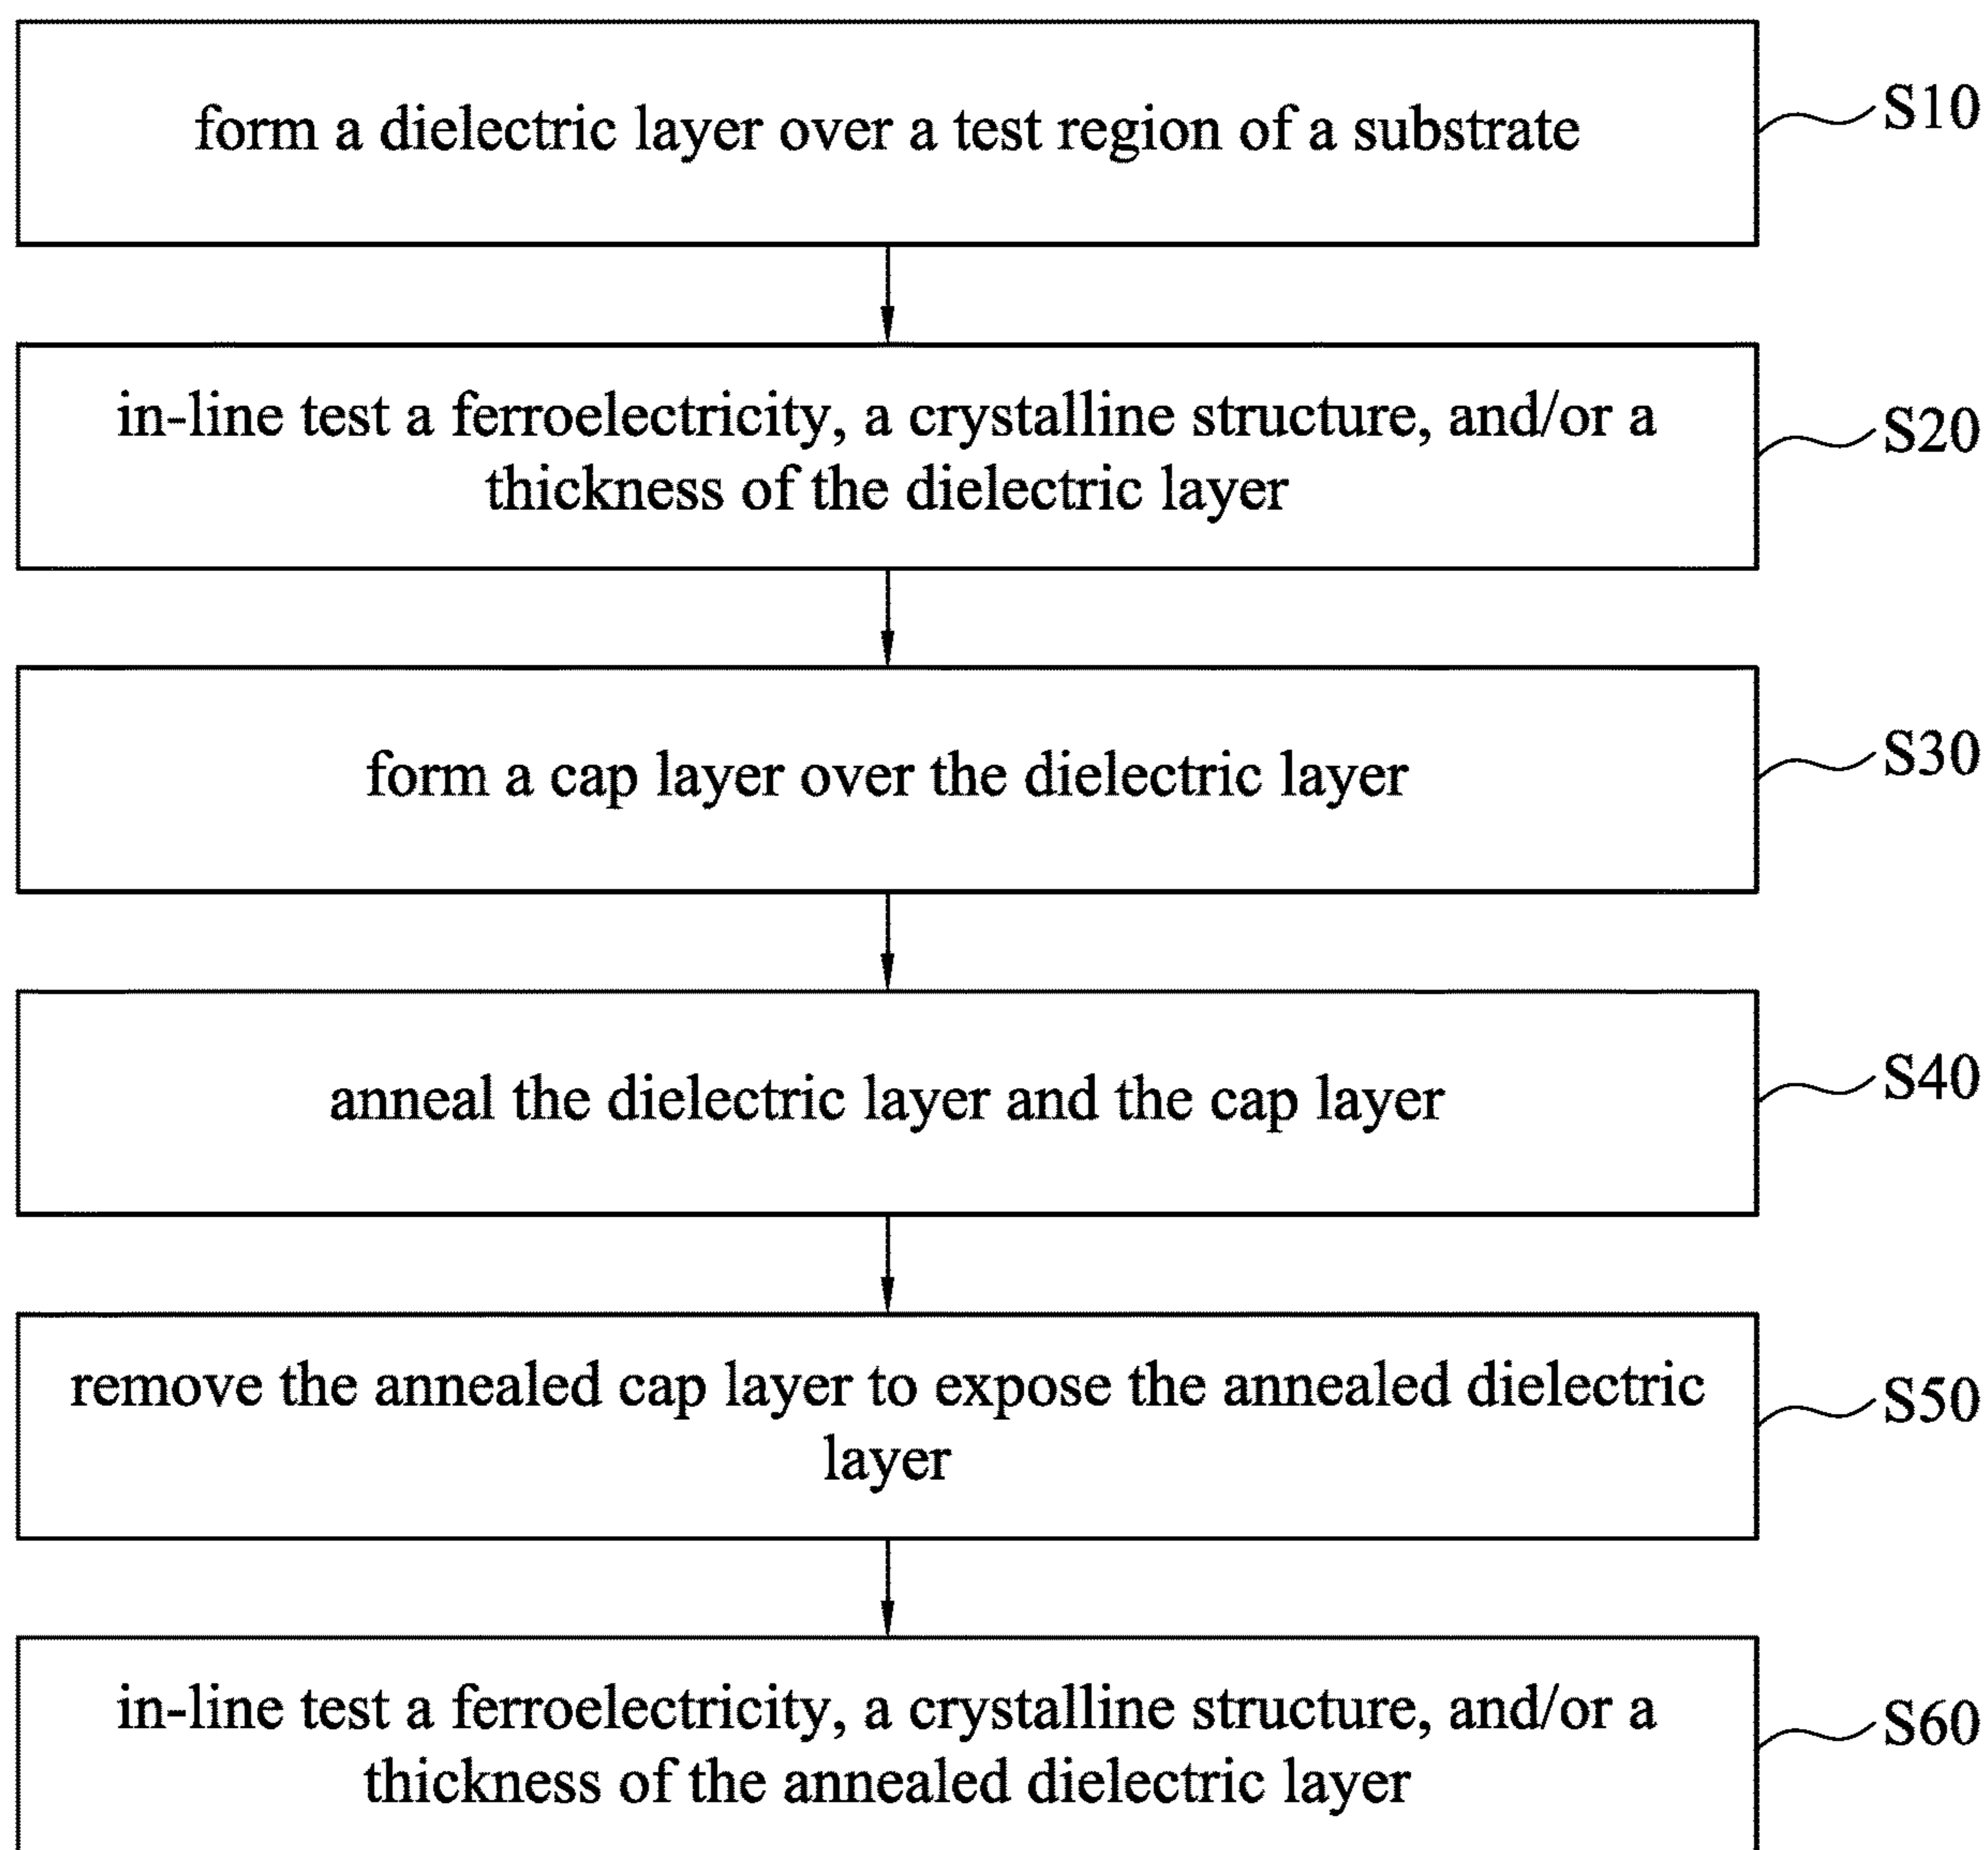 form a dielectric layer over a test region of a substrate
S10
in-line test a ferroelectricity, a crystalline structure, and/or a
thickness of the dielectric layer
S20
form a cap layer over the dielectric layer
S30
anneal the dielectric layer and the cap layer
S40
remove the annealed cap layer to expose the annealed dielectric
layer
S50
in-line test a ferroelectricity, a crystalline structure, and/or a
thickness of the annealed dielectric layer
S60